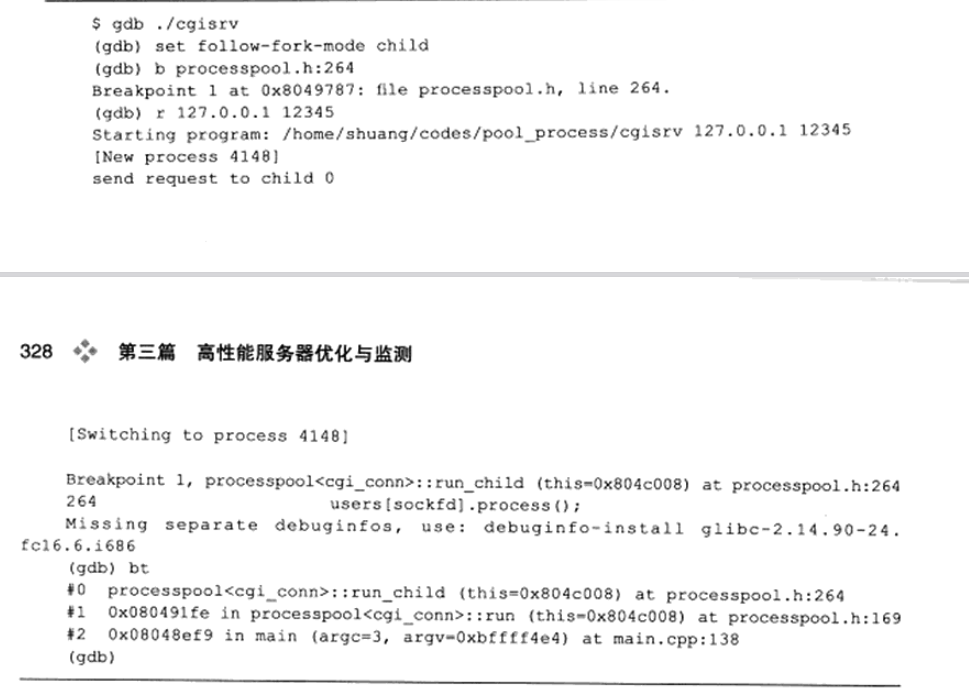 $ gdb ./cgisrv
(gdb) set follow-fork-mode child
(gdb) b processpool.h:264
Breakpoint 1 at 0x8049787: file processpool.h, line 264.
(gdb) r 127.0.0.1 12345
Starting program: /home/shuang/codes/pool_process/cgisrv 127.0.0.1 12345
[New process 4148]
send request to child 0
328 第三篇 高性能服务器优化与监测
[Switching to process 4148]
Breakpoint 1, processpool<cgi_conn>::run_child (this=0x804c008) at processpool.h:264
264 users[sockfd].process();
Missing separate debuginfos, use: debuginfo-install glibc-2.14.90-24.
fc16.6.i686
(gdb) bt
#0 processpool<cgi_conn>::run_child (this=0x804c008) at processpool.h:264
#1 0x080491fe in processpool<cgi_conn>::run (this=0x804c008) at processpool.h:169
#2 0x08048ef9 in main (argc=3, argv=0xbffff4e4) at main.cpp:138
(gdb)